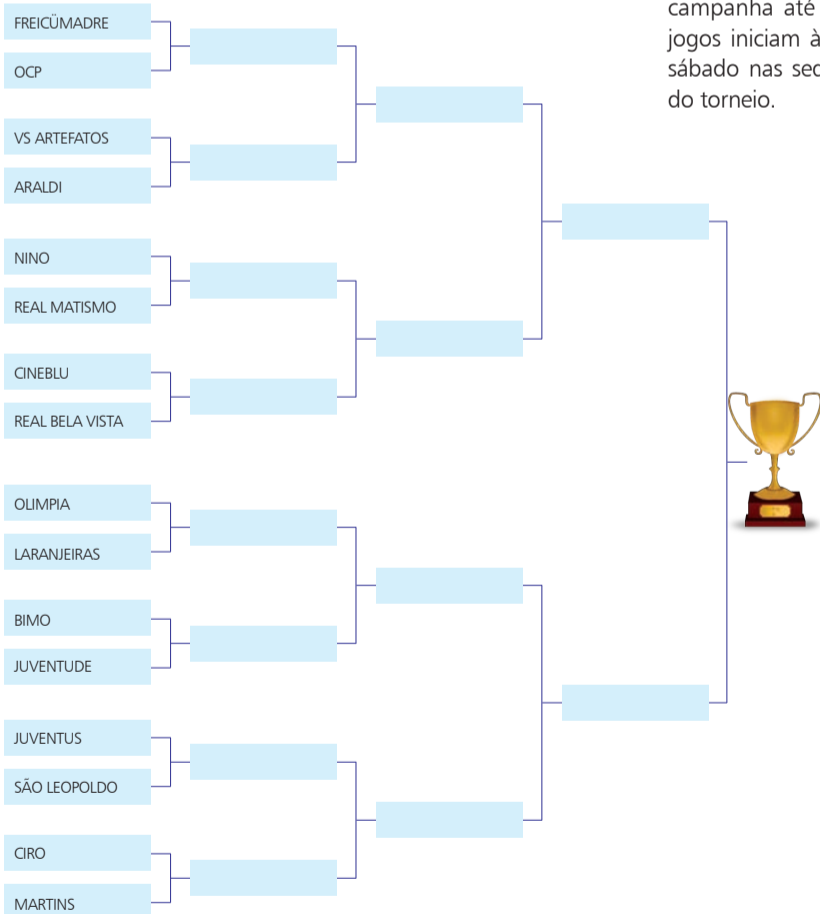 campanha até
jogos iniciam
sábado nas
do torneio.
FREICÜMADRE
OCP
VS ARTEFATOS
ARALDI
NINO
REAL MATISMO
CINEBLU
REAL BELA VISTA
OLIMPIA
LARANJEIRAS
BIMO
JUVENTUDE
JUVENTUS
SÃO LEOPOLDO
CIRO
MARTINS